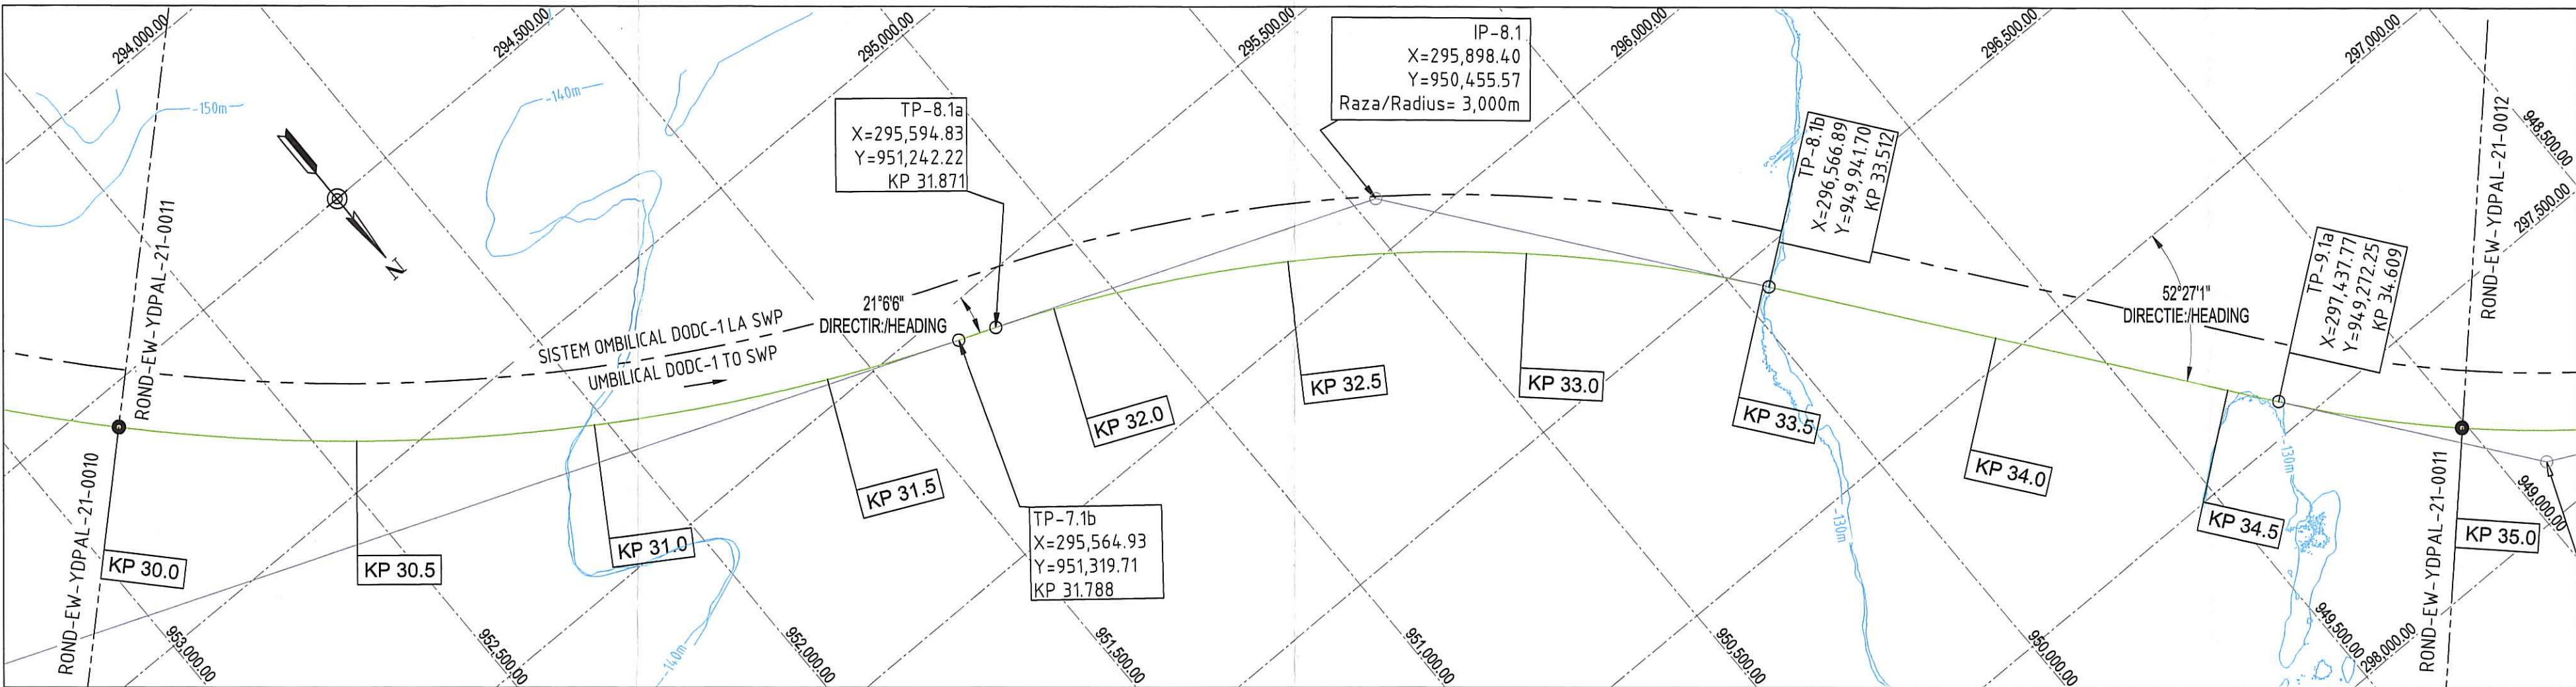 294,000.00
294,500.00
295,000.00
295,500.00
296,000.00
296,500.00
297,000.00
948,500.00
297,500.00
949,000.00
-150m
-140m
N
TP-8.1a
X=295,594.83
Y=951,242.22
KP 31.871
IP-8.1
X=295,898.40
Y=950,455.57
Raza/Radius= 3,000m
TP-8.1b
X=296,566.89
Y=949,941.70
KP 33.512
TP-9.1a
X=297,437.77
Y=949,272.25
KP 34.609
ROND-EW-YDPAL-21-0011
ROND-EW-YDPAL-21-0010
ROND-EW-YDPAL-21-0012
ROND-EW-YDPAL-21-0011
SISTEM OMBILICAL DODC-1 LA SWP
UMBILICAL DODC-1 TO SWP
21°6'6"
DIRECTIR:/HEADING
52°27'1"
DIRECTIE:/HEADING
TP-7.1b
X=295,564.93
Y=951,319.71
KP 31.788
KP 30.0
KP 30.5
KP 31.0
KP 31.5
KP 32.0
KP 32.5
KP 33.0
KP 33.5
KP 34.0
KP 34.5
KP 35.0
-140m
-130m
-130m
953,000.00
952,500.00
952,000.00
951,500.00
951,000.00
950,500.00
950,000.00
949,500.00
298,000.00